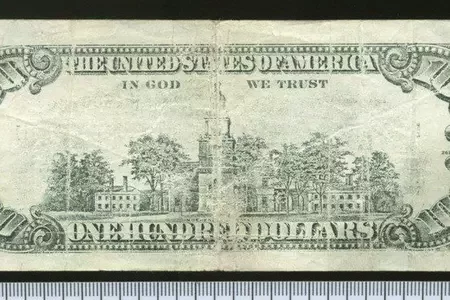 THE UNITED STATES OF AMERICA
IN GOD WE TRUST
ONE HUNDRED DOLLARS